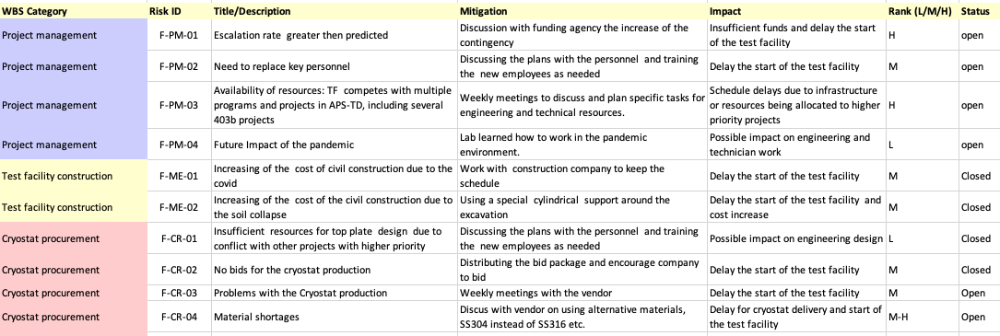 WBS Category Risk ID Title/Description Mitigation Impact Rank (L/M/H) Status
Project management F-PM-01 Escalation rate greater then predicted Discussion with funding agency the increase of the contingency Insufficient funds and delay the start of the test facility H open
Project management F-PM-02 Need to replace key personnel Discussing the plans with the personnel and training the new employees as needed Delay the start of the test facility M open
Project management F-PM-03 Availability of resources: TF competes with multiple programs and projects in APS-TD, including several 403b projects Weekly meetings to discuss and plan specific tasks for engineering and technical resources. Schedule delays due to infrastructure or resources being allocated to higher priority projects H open
Project management F-PM-04 Future Impact of the pandemic Lab learned how to work in the pandemic environment. Possible impact on engineering and technician work L open
Test facility construction F-ME-01 Increasing of the cost of civil construction due to the covid Work with construction company to keep the schedule Delay the start of the test facility M Closed
Test facility construction F-ME-02 Increasing of the cost of the civil construction due to the soil collapse Using a special cylindrical support around the excavation Delay the start of the test facility and cost increase M Closed
Cryostat procurement F-CR-01 Insufficient resources for top plate design due to conflict with other projects with higher priority Discussing the plans with the personnel and training the new employees as needed Possible impact on engineering design L Closed
Cryostat procurement F-CR-02 No bids for the cryostat production Distributing the bid package and encourage company to bid Delay the start of the test facility M Closed
Cryostat procurement F-CR-03 Problems with the Cryostat production Weekly meetings with the vendor Delay the start of the test facility M Open
Cryostat procurement F-CR-04 Material shortages Discus with vendor on using alternative materials, SS304 instead of SS316 etc. Delay for cryostat delivery and start of the test facility M-H Open